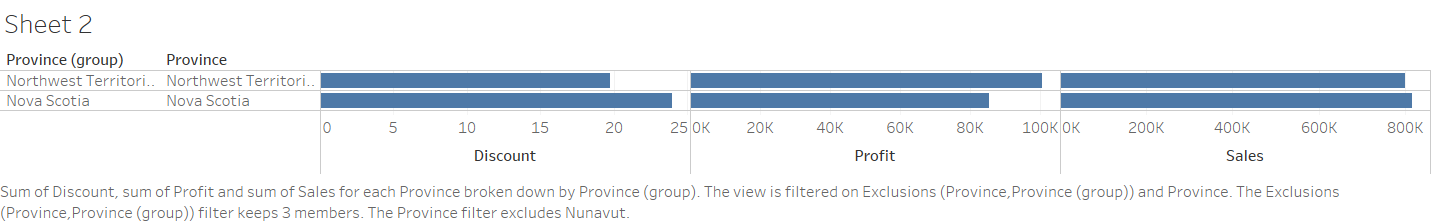 Sheet 2
Province (group) Province
Northwest Territori.. Northwest Territori..
Nova Scotia Nova Scotia
0 5 10 15 20 25 0K 20K 40K 60K 80K 100K 0K 200K 400K 600K 800K
Discount Profit Sales
Sum of Discount, sum of Profit and sum of Sales for each Province broken down by Province (group). The view is filtered on Exclusions (Province,Province (group)) and Province. The Exclusions
(Province,Province (group)) filter keeps 3 members. The Province filter excludes Nunavut.